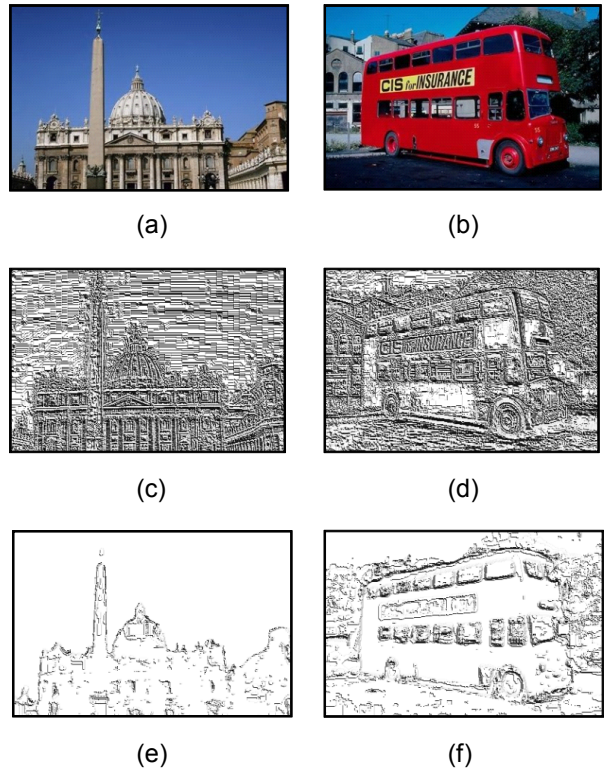 CIS for INSURANCE
(a)
(b)
CIS INSURANCE
(c)
(d)
(e)
(f)